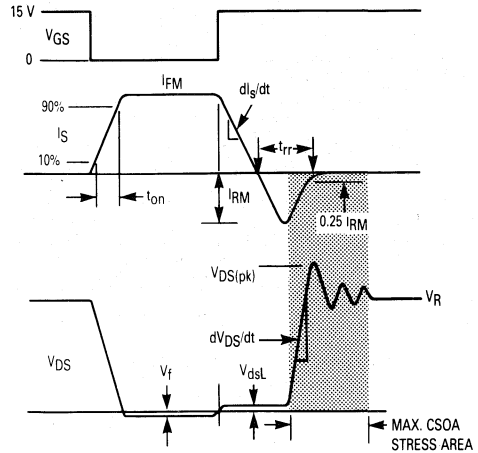 15 V
VGS
0
IFM
90%
dIs/dt
IS
trr
10%
ton
IRM
0.25 IRM
VDS(pk)
VR
dVDS/dt
VDS
Vf
VdsL
MAX. CSOA
STRESS AREA